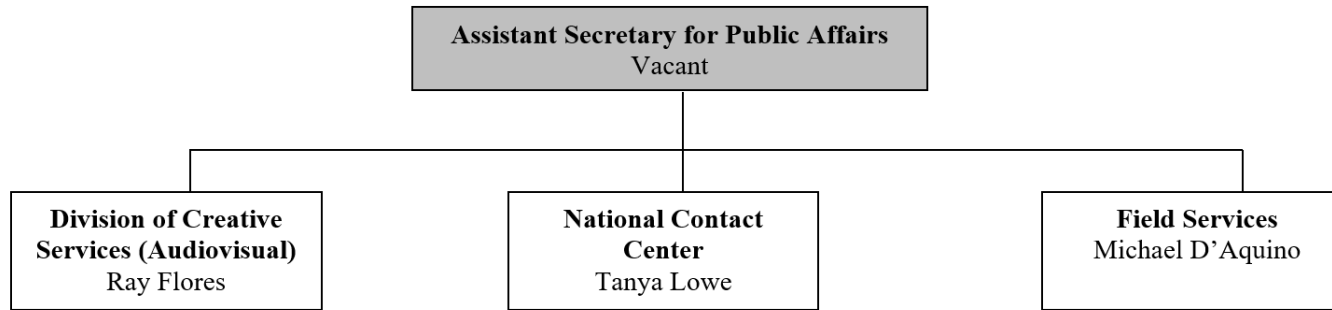 Assistant Secretary for Public Affairs
Vacant
Division of Creative
Services (Audiovisual)
Ray Flores
National Contact
Center
Tanya Lowe
Field Services
Michael D’Aquino